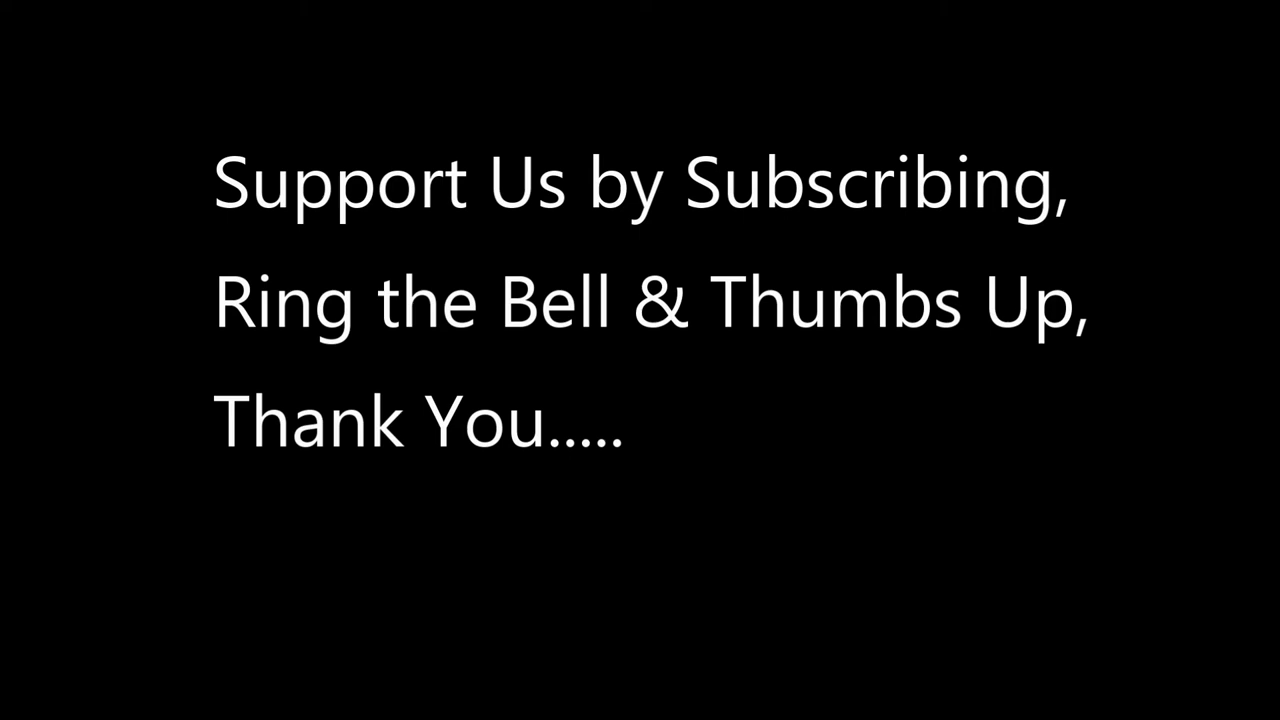 Support Us by Subscribing,
Ring the Bell & Thumbs Up,
Thank You.....